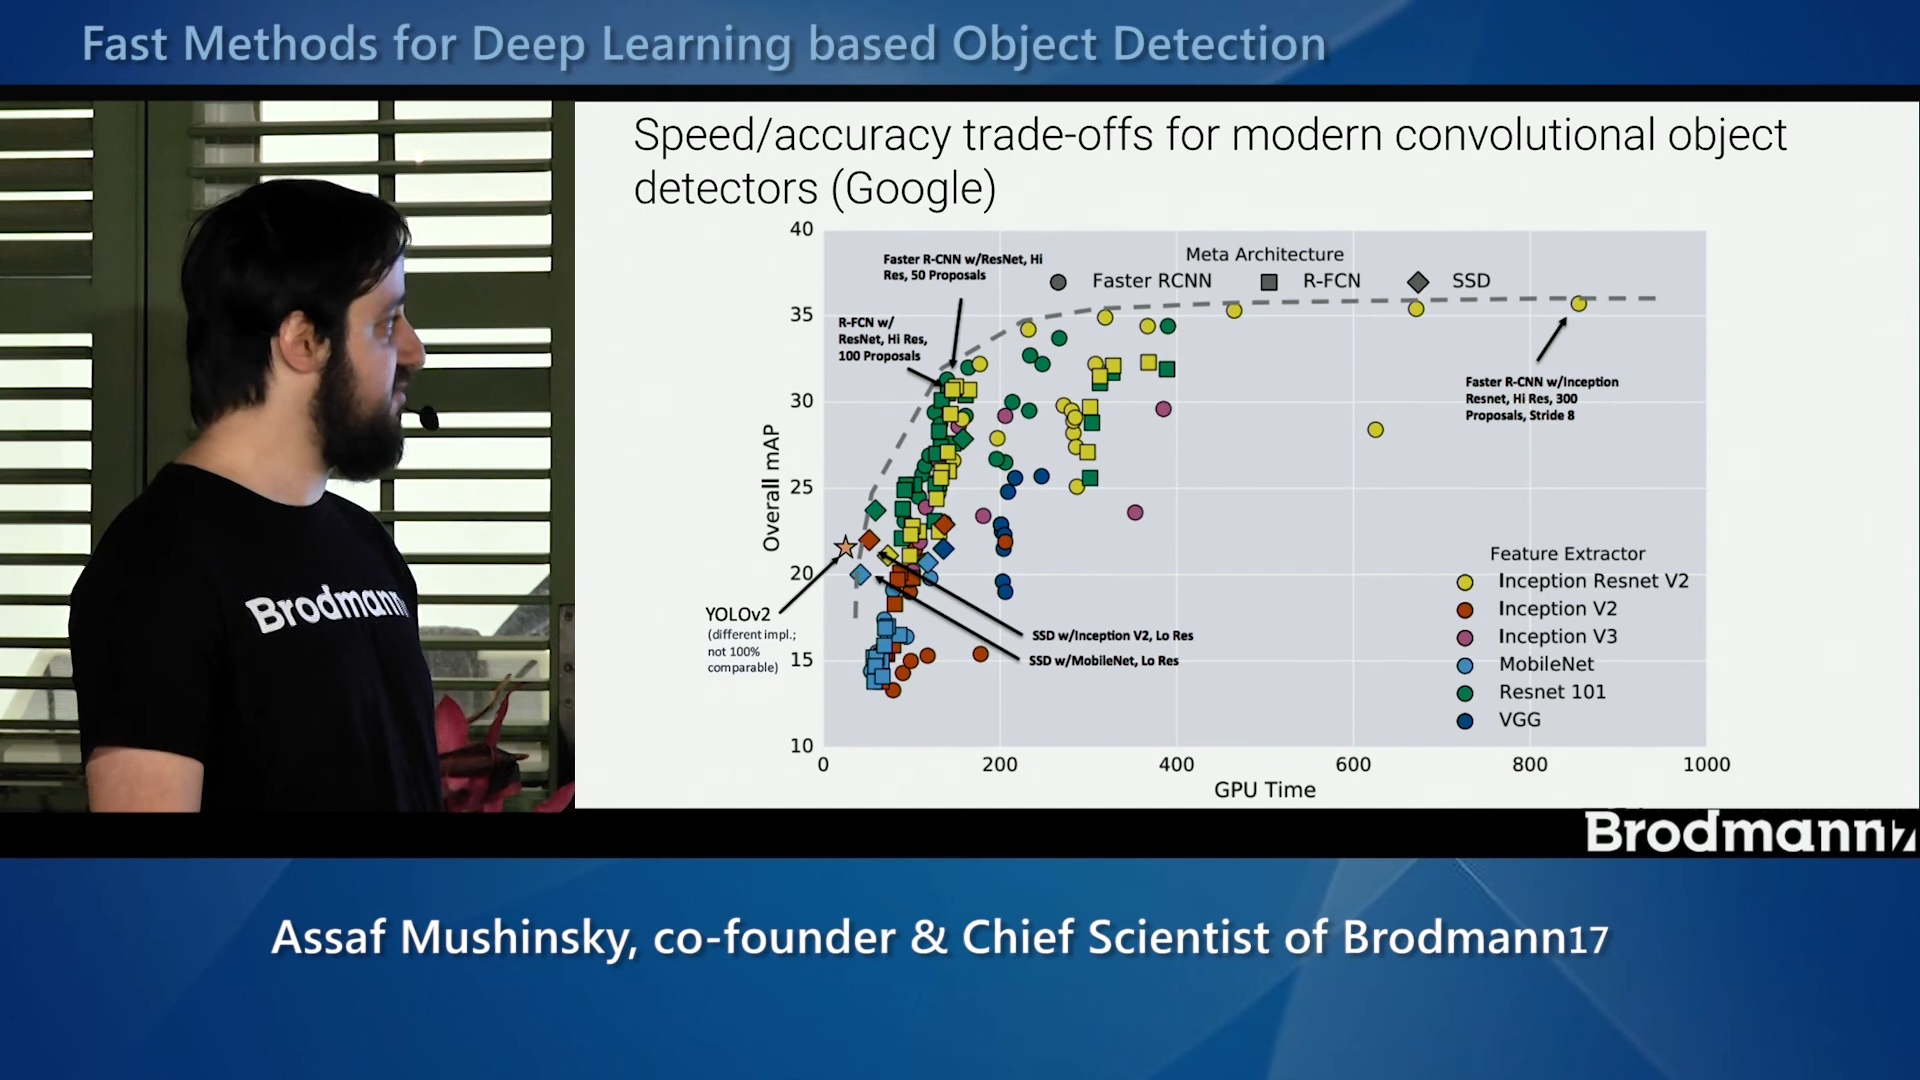 Fast Methods for Deep Learning based Object Detection
Brodmann
Speed/accuracy trade-offs for modern convolutional object
detectors (Google)
40
35
30
25
20
15
10
Overall mAP
Faster R-CNN w/ResNet, Hi
Res, 50 Proposals
R-FCN w/
ResNet, Hi Res,
100 Proposals
Meta Architecture
Faster RCNN
R-FCN
SSD
Faster R-CNN w/Inception
Resnet, Hi Res, 300
Proposals, Stride 8
YOLOv2
(different impl.;
not 100%
comparable)
SSD w/Inception V2, Lo Res
SSD w/MobileNet, Lo Res
Feature Extractor
Inception Resnet V2
Inception V2
Inception V3
MobileNet
Resnet 101
VGG
0 200 400 600 800 1000
GPU Time
Brodmann17
Assaf Mushinsky, co-founder & Chief Scientist of Brodmann17